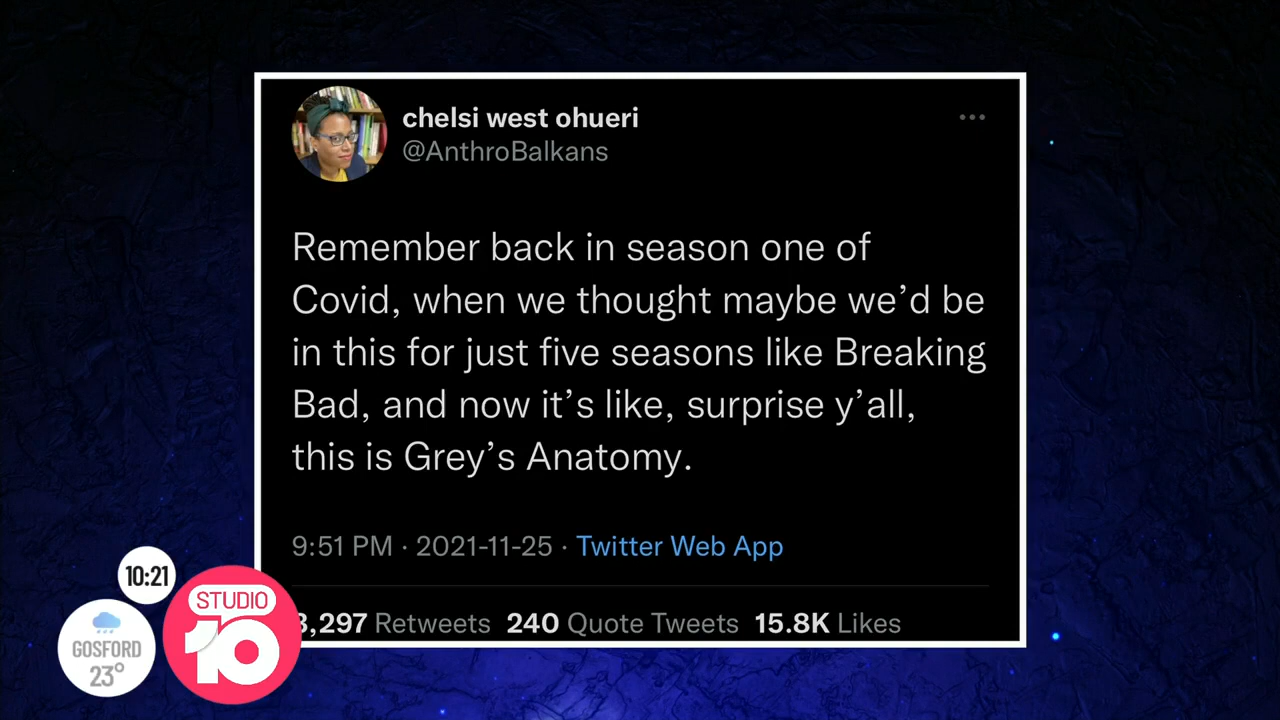 chelsi west ohueri
@AnthroBalkans
Remember back in season one of
Covid, when we thought maybe we’d be
in this for just five seasons like Breaking
Bad, and now it’s like, surprise y’all,
this is Grey’s Anatomy.
9:51 PM · 2021-11-25 · Twitter Web App
3,297 Retweets 240 Quote Tweets 15.8K Likes
10:21
STUDIO
10
GOSFORD
23°